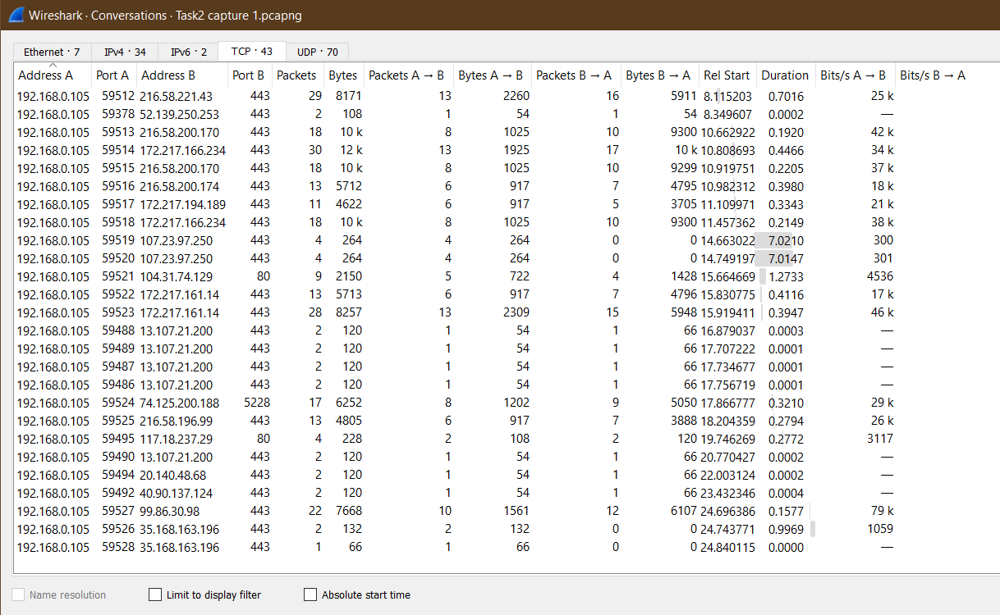 Wireshark · Conversations · Task2 capture 1.pcapng
Ethernet · 7 IPv4 · 34 IPv6 · 2 TCP · 43 UDP · 70
Address A Port A Address B Port B Packets Bytes Packets A → B Bytes A → B Packets B → A Bytes B → A Rel Start Duration Bits/s A → B Bits/s B → A
192.168.0.105 59512 216.58.221.43 443 29 8171 13 2260 16 5911 8.115203 0.7016 25 k
192.168.0.105 59378 52.139.250.253 443 2 108 1 54 1 54 8.349607 0.0002 —
192.168.0.105 59513 216.58.200.170 443 18 10 k 8 1025 10 9300 10.662922 0.1920 42 k
192.168.0.105 59514 172.217.166.234 443 30 12 k 13 1925 17 10 k 10.808693 0.4466 34 k
192.168.0.105 59515 216.58.200.170 443 18 10 k 8 1025 10 9299 10.919751 0.2205 37 k
192.168.0.105 59516 216.58.200.174 443 13 5712 6 917 7 4795 10.982312 0.3980 18 k
192.168.0.105 59517 172.217.194.189 443 11 4622 6 917 5 3705 11.109971 0.3343 21 k
192.168.0.105 59518 172.217.166.234 443 18 10 k 8 1025 10 9300 11.457362 0.2149 38 k
192.168.0.105 59519 107.23.97.250 443 4 264 4 264 0 0 14.663022 7.0210 300
192.168.0.105 59520 107.23.97.250 443 4 264 4 264 0 0 14.749197 7.0147 301
192.168.0.105 59521 104.31.74.129 80 9 2150 5 722 4 1428 15.664669 1.2733 4536
192.168.0.105 59522 172.217.161.14 443 13 5713 6 917 7 4796 15.830775 0.4116 17 k
192.168.0.105 59523 172.217.161.14 443 28 8257 13 2309 15 5948 15.919411 0.3947 46 k
192.168.0.105 59488 13.107.21.200 443 2 120 1 54 1 66 16.879037 0.0003 —
192.168.0.105 59489 13.107.21.200 443 2 120 1 54 1 66 17.707222 0.0001 —
192.168.0.105 59487 13.107.21.200 443 2 120 1 54 1 66 17.734677 0.0001 —
192.168.0.105 59486 13.107.21.200 443 2 120 1 54 1 66 17.756719 0.0001 —
192.168.0.105 59524 74.125.200.188 5228 17 6252 8 1202 9 5050 17.866777 0.3210 29 k
192.168.0.105 59525 216.58.196.99 443 13 4805 6 917 7 3888 18.204359 0.2794 26 k
192.168.0.105 59495 117.18.237.29 80 4 228 2 108 2 120 19.746269 0.2772 3117
192.168.0.105 59490 13.107.21.200 443 2 120 1 54 1 66 20.770427 0.0002 —
192.168.0.105 59494 20.140.48.68 443 2 120 1 54 1 66 22.003124 0.0002 —
192.168.0.105 59492 40.90.137.124 443 2 120 1 54 1 66 23.432346 0.0004 —
192.168.0.105 59527 99.86.30.98 443 22 7668 10 1561 12 6107 24.696386 0.1577 79 k
192.168.0.105 59526 35.168.163.196 443 2 132 2 132 0 0 24.743771 0.9969 1059
192.168.0.105 59528 35.168.163.196 443 1 66 1 66 0 0 24.840115 0.0000 —
Name resolution Limit to display filter Absolute start time